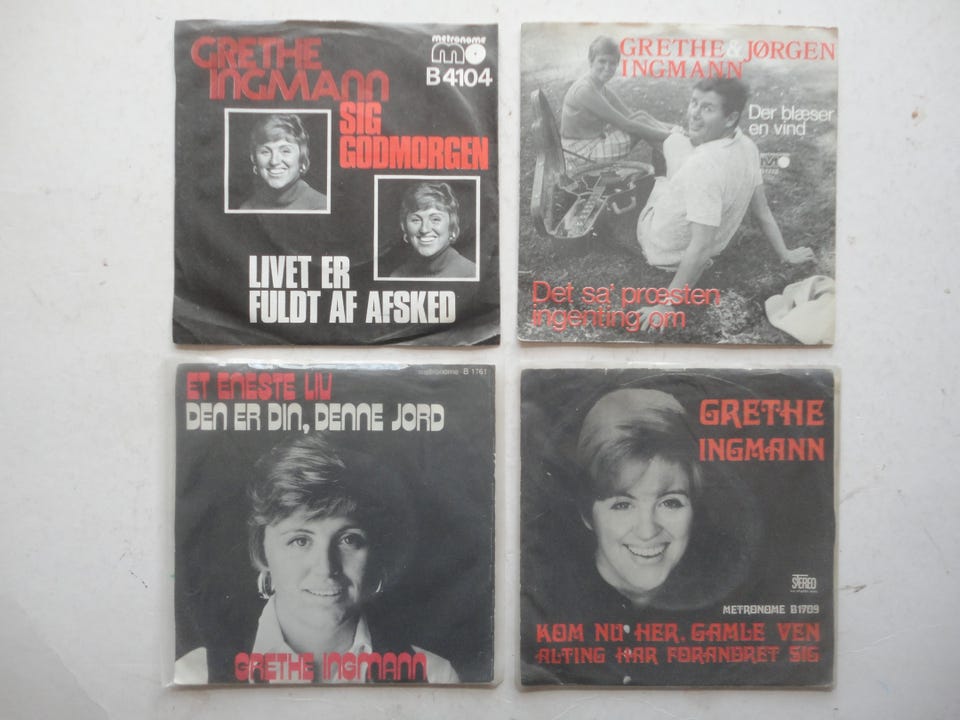 GRETHE
INGMANN
metronome
B 4104
SIG
GODMORGEN
LIVET ER
FULDT AF AFSKED
GRETHE & JØRGEN
INGMANN
Der blæser
en vind
Det sa' præsten
ingenting om
metronome B 1761
ET ENESTE LIV
DEN ER DIN, DENNE JORD
GRETHE INGMANN
GRETHE
INGMANN
STEREO
METRONOME B1709
KOM NU HER, GAMLE VEN
ALTING HAR FORANDRET SIG